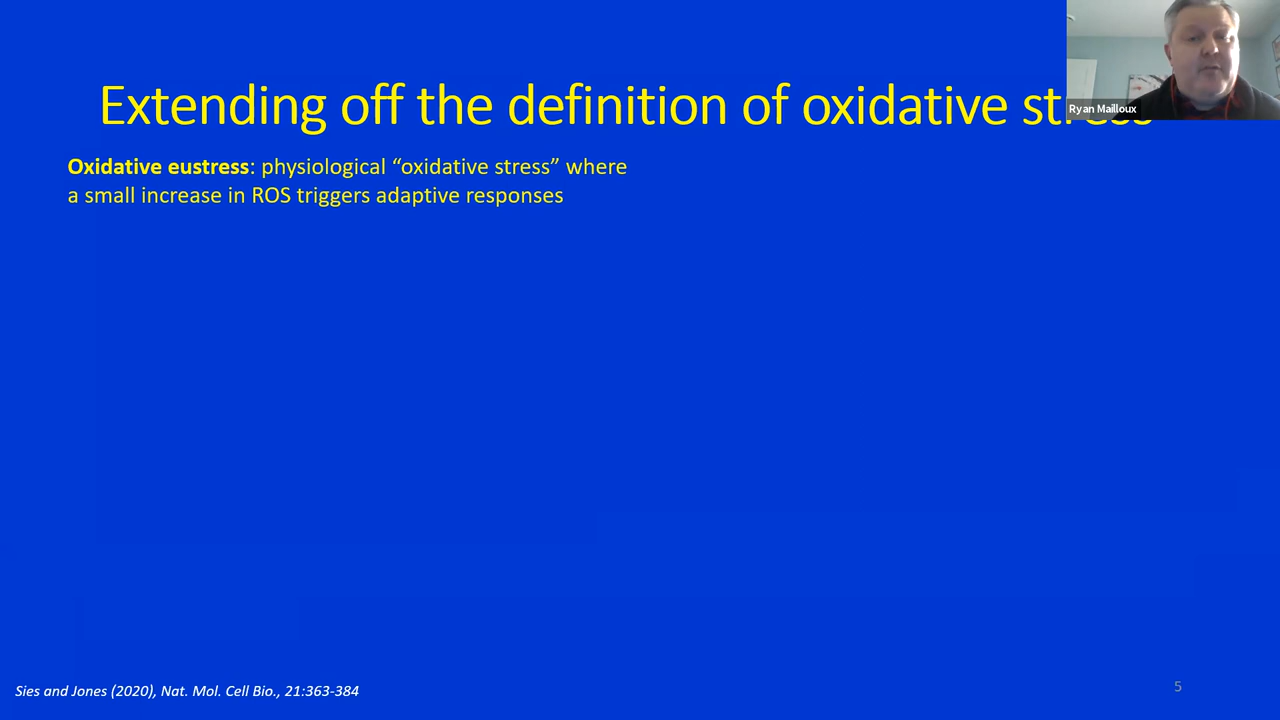 Extending off the definition of oxidative stress
Ryan Mailloux
Oxidative eustress: physiological “oxidative stress” where
a small increase in ROS triggers adaptive responses
Sies and Jones (2020), Nat. Mol. Cell Bio., 21:363-384
5